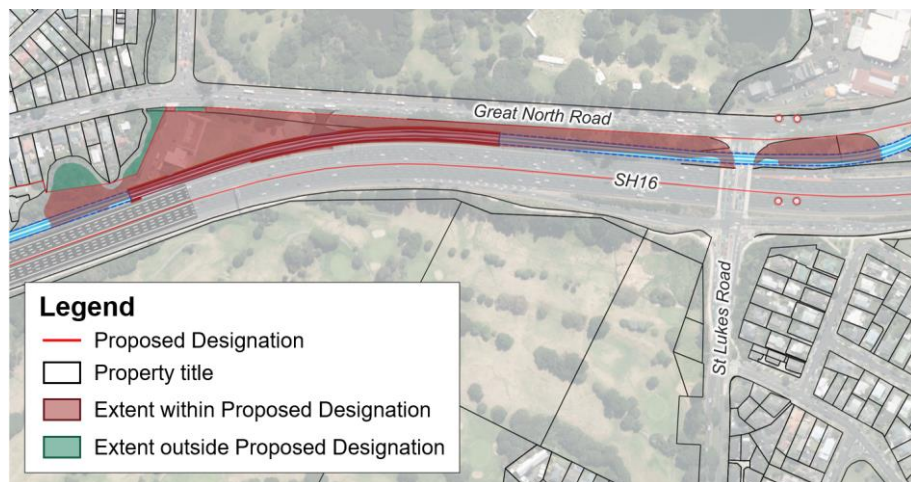 Great North Road
SH16
St Lukes Road
Legend
Proposed Designation
Property title
Extent within Proposed Designation
Extent outside Proposed Designation